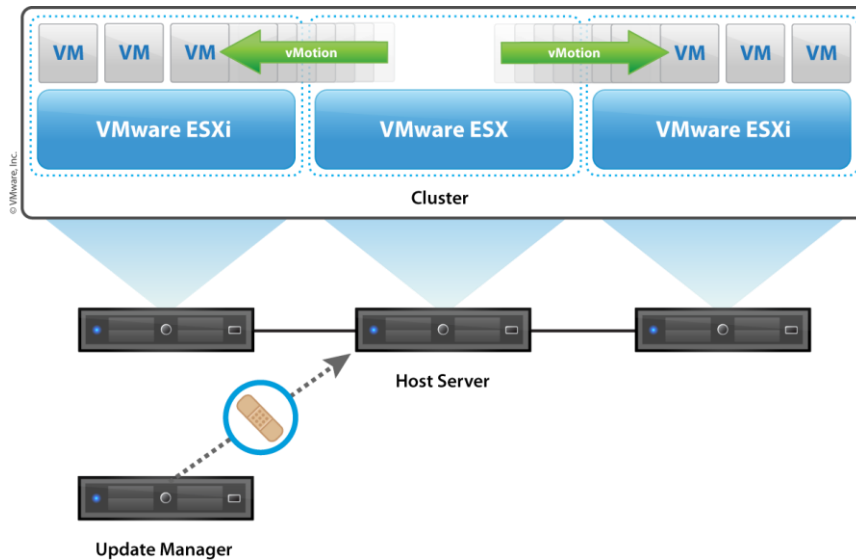 VM VM VM vMotion vMotion VM VM VM
VMware ESXi VMware ESX VMware ESXi
Cluster
© VMware, Inc.
Host Server
Update Manager